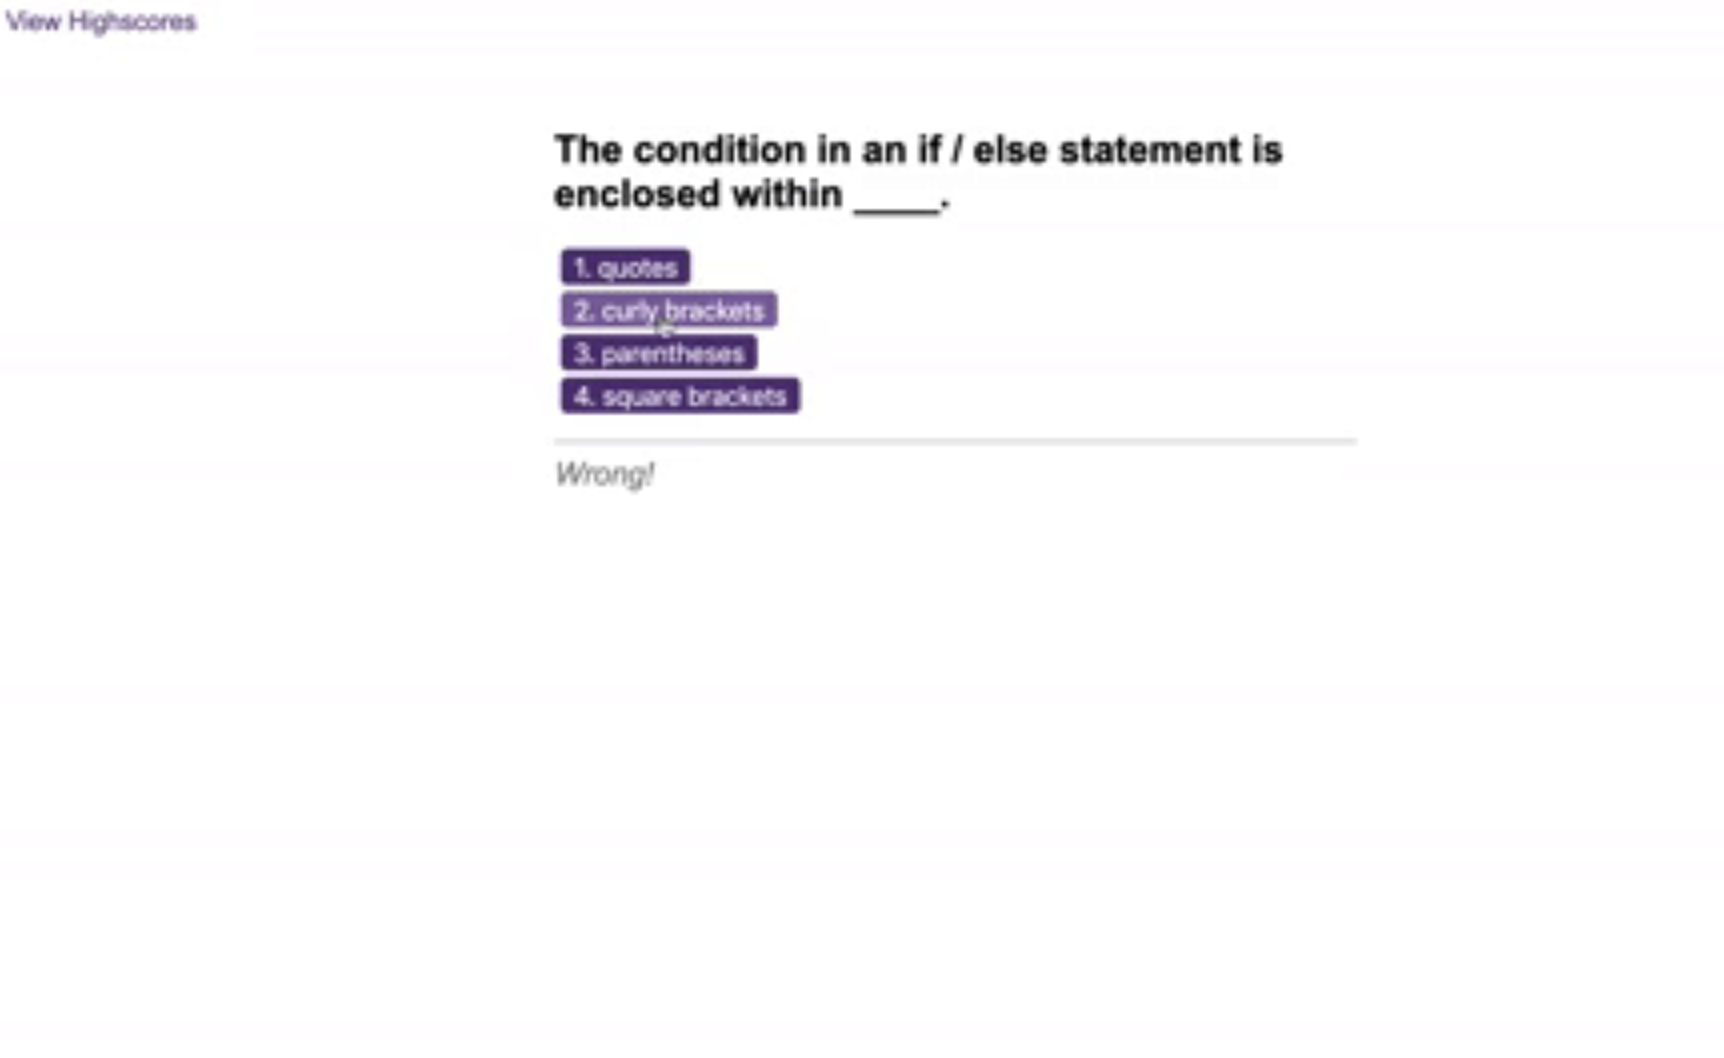 View Highscores
The condition in an if / else statement is
enclosed within ____.
1. quotes
2. curly brackets
3. parentheses
4. square brackets
Wrong!